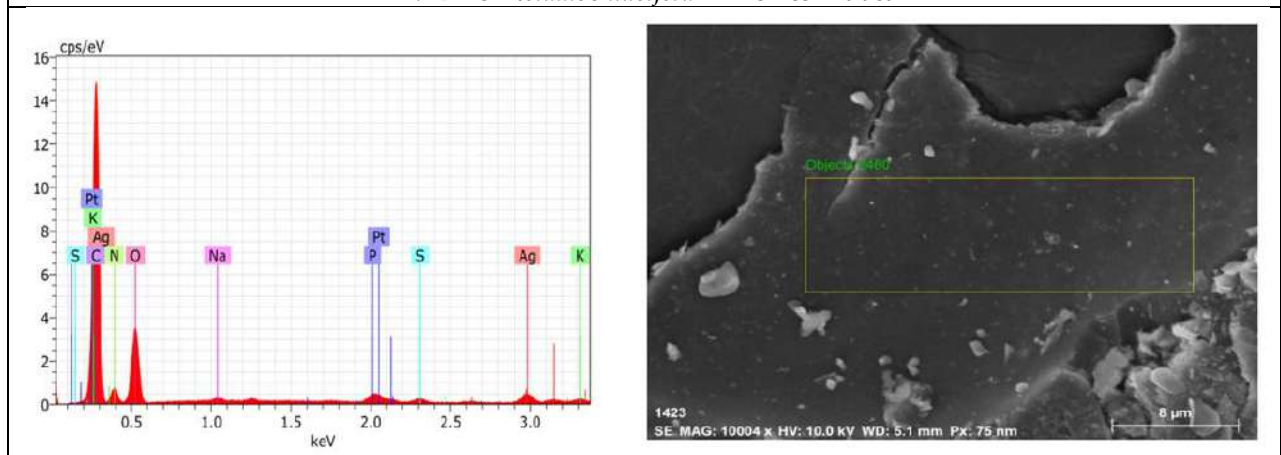 cps/eV
16
14
12
10
8
6
4
2
0
Pt
K
Ag
S
C
N
O
Na
Pt
P
S
Ag
K
0.5
1.0
1.5
2.0
2.5
3.0
keV
1423
8 µm
SE MAG: 10004 x HV: 10.0 kV WD: 5.1 mm Px: 75 nm